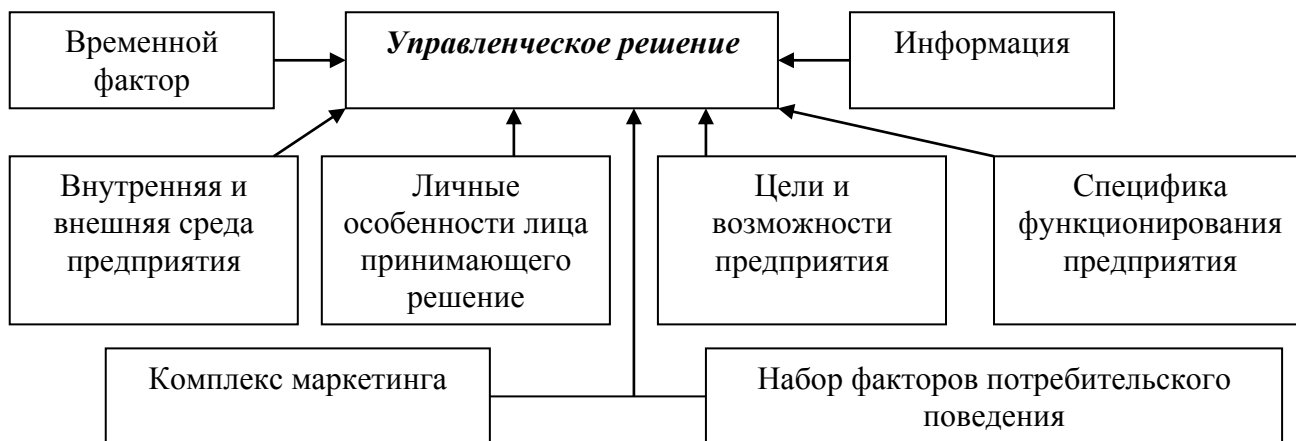 Временной
фактор
Управленческое решение
Информация
Внутренняя и
внешняя среда
предприятия
Личные
особенности лица
принимающего
решение
Цели и
возможности
предприятия
Специфика
функционирования
предприятия
Комплекс маркетинга
Набор факторов потребительского
поведения